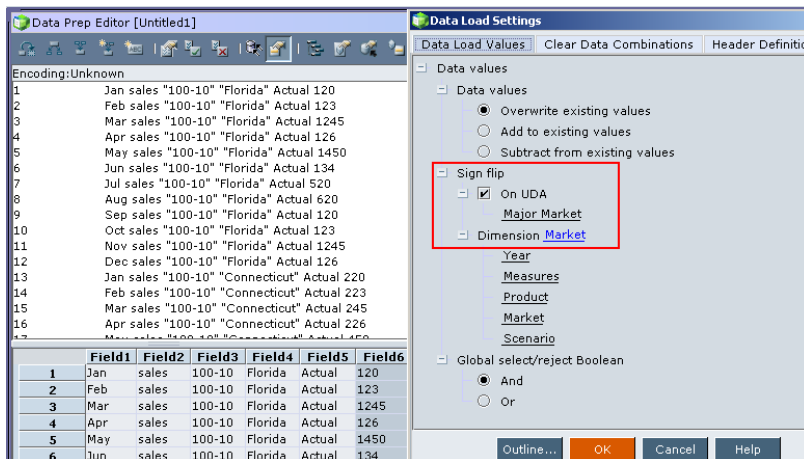 Data Prep Editor [Untitled1]
Encoding:Unknown
1 Jan sales "100-10" "Florida" Actual 120
2 Feb sales "100-10" "Florida" Actual 123
3 Mar sales "100-10" "Florida" Actual 1245
4 Apr sales "100-10" "Florida" Actual 126
5 May sales "100-10" "Florida" Actual 1450
6 Jun sales "100-10" "Florida" Actual 134
7 Jul sales "100-10" "Florida" Actual 520
8 Aug sales "100-10" "Florida" Actual 620
9 Sep sales "100-10" "Florida" Actual 120
10 Oct sales "100-10" "Florida" Actual 123
11 Nov sales "100-10" "Florida" Actual 1245
12 Dec sales "100-10" "Florida" Actual 126
13 Jan sales "100-10" "Connecticut" Actual 220
14 Feb sales "100-10" "Connecticut" Actual 223
15 Mar sales "100-10" "Connecticut" Actual 245
16 Apr sales "100-10" "Connecticut" Actual 226
Field1 Field2 Field3 Field4 Field5 Field6
1 Jan sales 100-10 Florida Actual 120
2 Feb sales 100-10 Florida Actual 123
3 Mar sales 100-10 Florida Actual 1245
4 Apr sales 100-10 Florida Actual 126
5 May sales 100-10 Florida Actual 1450
6 Jun sales 100-10 Florida Actual 134
Data Load Settings
Data Load Values Clear Data Combinations Header Definitio
Data values
Data values
Overwrite existing values
Add to existing values
Subtract from existing values
Sign flip
On UDA
Major Market
Dimension Market
Year
Measures
Product
Market
Scenario
Global select/reject Boolean
And
Or
Outline... OK Cancel Help